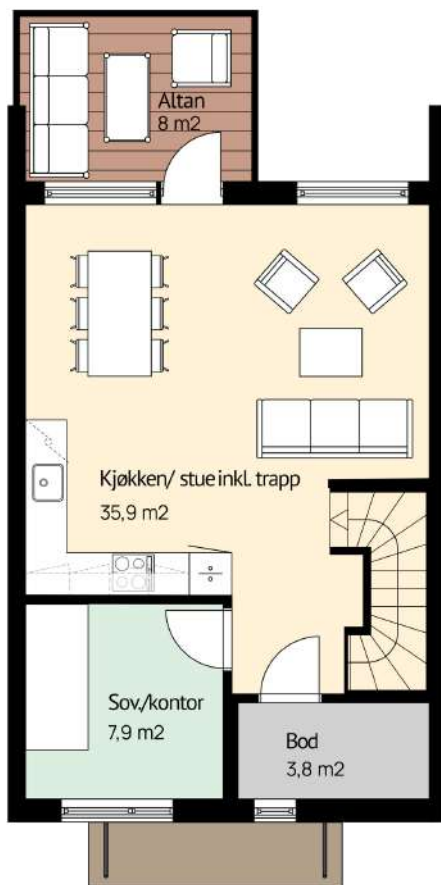 Altan
8 m2
Kjøkken/ stue inkl. trapp
35,9 m2
Sov./kontor
7,9 m2
Bod
3,8 m2